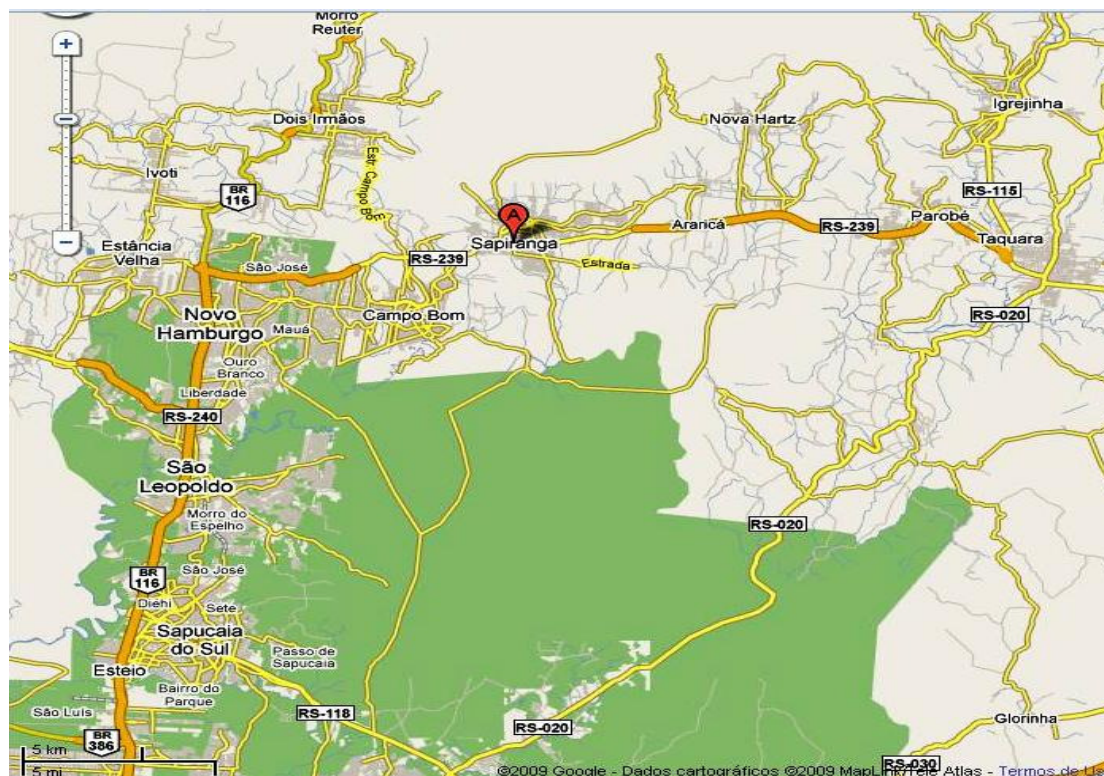 Morro
Reuter
Dois Irmãos
Nova Hartz
Igrejinha
Ivoti
BR
116
Estr. Campo Bo
E
RS-115
Parobé
Araricá
RS-239
Taquara
A
Sapiranga
Estância
Velha
São José
RS-239
Estrada
Novo
Hamburgo
Mauá
Campo Bom
RS-020
Ouro
Branco
Liberdade
RS-240
São
Leopoldo
Morro do
Espelho
RS-020
BR
116
São José
Diehi
Sete
Sapucaia
do Sul
Passo de
Sapucaia
Esteio
Bairro do
Parque
São Luís
RS-118
RS-020
Glorinha
BR
386
RS-030
5 km
5 mi
©2009 Google - Dados cartográficos ©2009 MapLink/Tele Atlas - Termos de Us